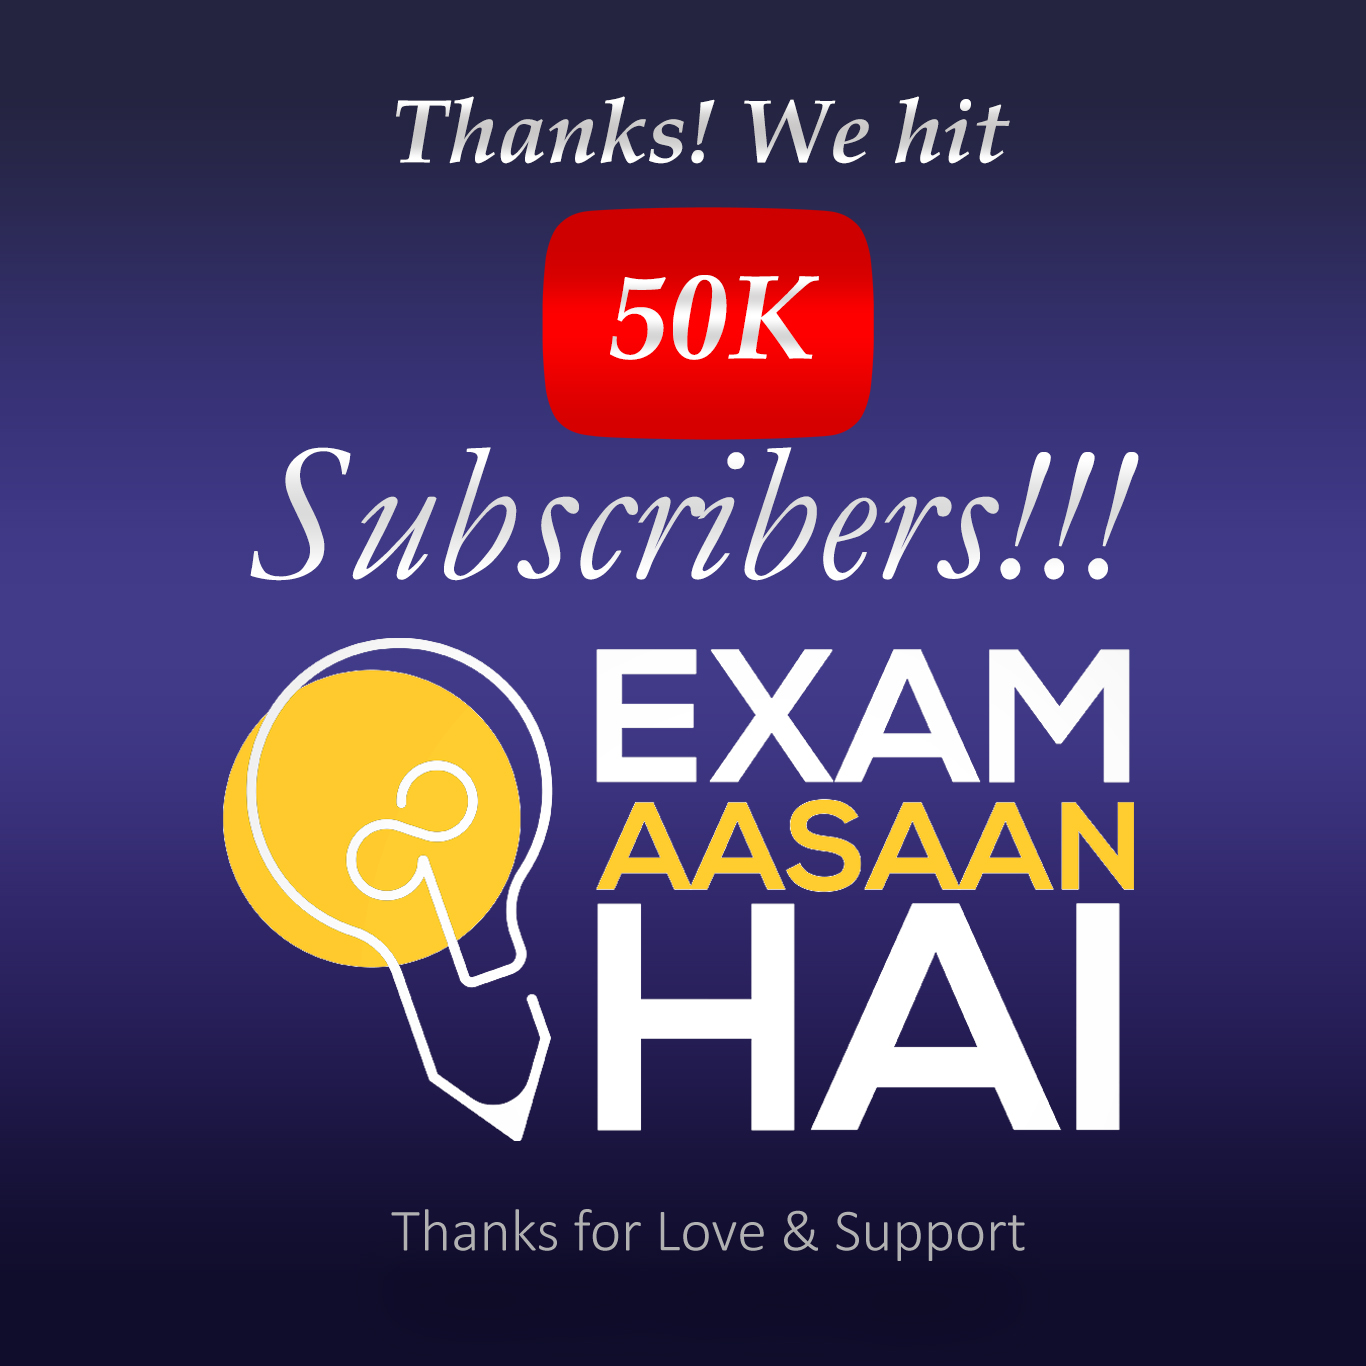 Thanks! We hit
50K
Subscribers!!!
EXAM
AASAAN
HAI
Thanks for Love & Support